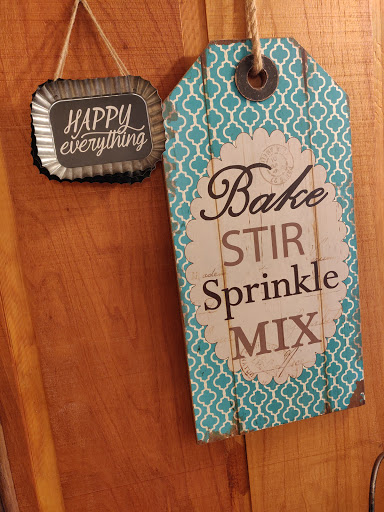 HAPPY
everything
Bake
STIR
Sprinkle
MIX